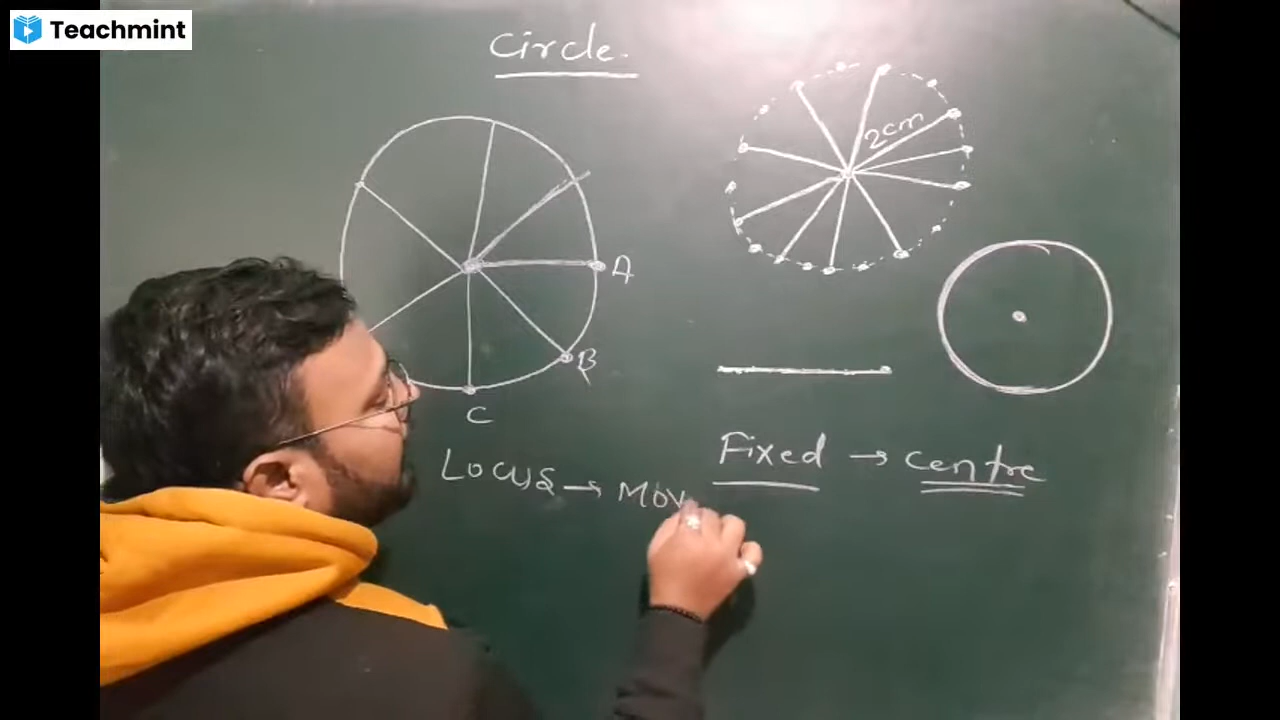 Teachmint
Circle.
2cm
A
B
C
Fixed → Centre
Locus → Mov